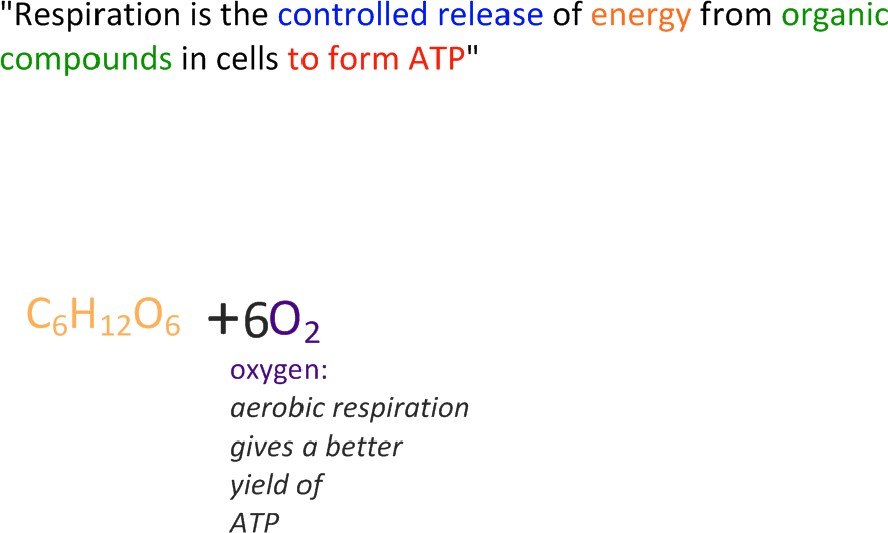 "Respiration is the controlled release of energy from organic
compounds in cells to form ATP"
C₆H₁₂O₆ +6O₂
oxygen:
aerobic respiration
gives a better
yield of
ATP